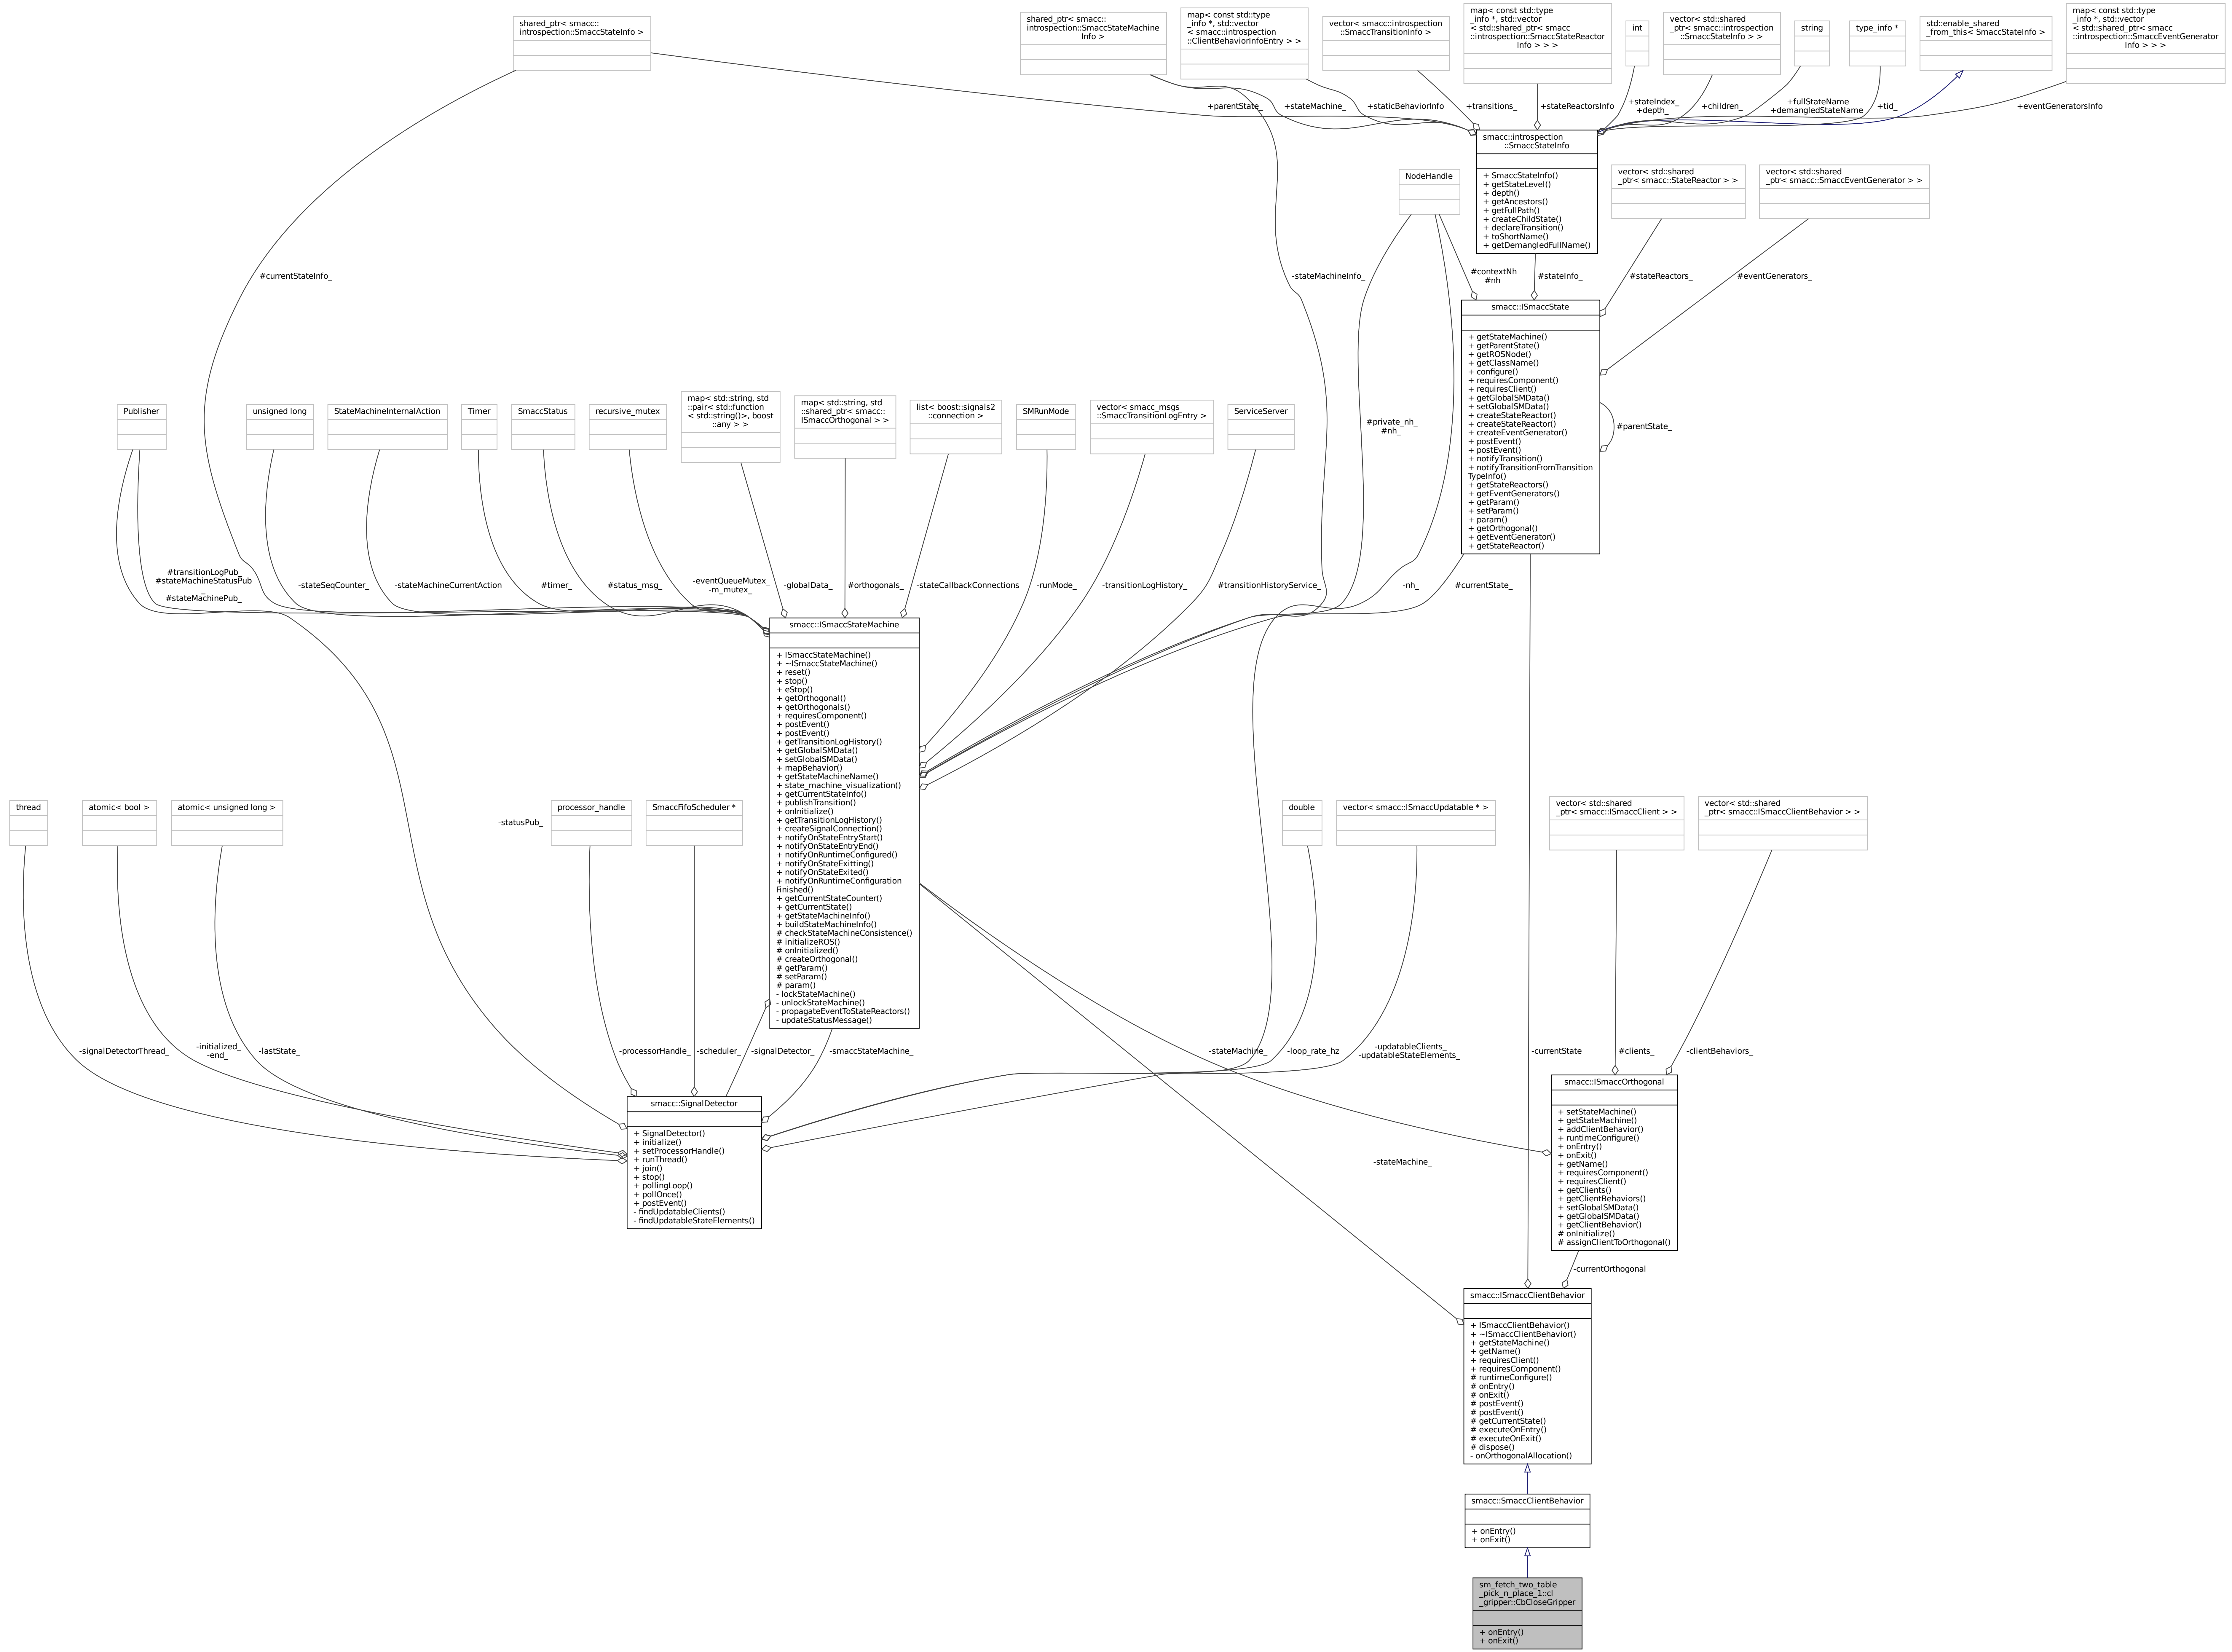 shared_ptr< smacc::
introspection::SmaccStateInfo >
shared_ptr< smacc::
introspection::SmaccStateMachine
Info >
map< const std::type
_info *, std::vector
< smacc::introspection
::ClientBehaviorInfoEntry > >
vector< smacc::introspection
::SmaccTransitionInfo >
map< const std::type
_info *, std::vector
< std::shared_ptr< smacc
::introspection::SmaccStateReactor
Info > > >
int
vector< std::shared
_ptr< smacc::introspection
::SmaccStateInfo > >
string
type_info *
std::enable_shared
_from_this< SmaccStateInfo >
map< const std::type
_info *, std::vector
< std::shared_ptr< smacc
::introspection::SmaccEventGenerator
Info > > >
+parentState_
+stateMachine_
+staticBehaviorInfo
+transitions_
+stateReactorsInfo
+stateIndex_
+depth_
+children_
+fullStateName
+demangledStateName
+tid_
+eventGeneratorsInfo
smacc::introspection
::SmaccStateInfo
+ SmaccStateInfo()
+ getStateLevel()
+ depth()
+ getAncestors()
+ getFullPath()
+ createChildState()
+ declareTransition()
+ toShortName()
+ getDemangledFullName()
NodeHandle
vector< std::shared
_ptr< smacc::StateReactor > >
vector< std::shared
_ptr< smacc::SmaccEventGenerator > >
#currentStateInfo_
-stateMachineInfo_
#contextNh
#nh
#stateInfo_
#stateReactors_
#eventGenerators_
smacc::ISmaccState
+ getStateMachine()
+ getParentState()
+ getROSNode()
+ getClassName()
+ configure()
+ requiresComponent()
+ requiresClient()
+ getGlobalSMData()
+ setGlobalSMData()
+ createStateReactor()
+ createStateReactor()
+ createEventGenerator()
+ postEvent()
+ postEvent()
+ notifyTransition()
+ notifyTransitionFromTransition
TypeInfo()
+ getStateReactors()
+ getEventGenerators()
+ getParam()
+ setParam()
+ param()
+ getOrthogonal()
+ getEventGenerator()
+ getStateReactor()
#parentState_
Publisher
unsigned long
StateMachineInternalAction
Timer
SmaccStatus
recursive_mutex
map< std::string, std
::pair< std::function
< std::string()>, boost
::any > >
map< std::string, std
::shared_ptr< smacc::
ISmaccOrthogonal > >
list< boost::signals2
::connection >
SMRunMode
vector< smacc_msgs
::SmaccTransitionLogEntry >
ServiceServer
#private_nh_
#nh_
#transitionLogPub_
#stateMachineStatusPub
_
#stateMachinePub_
-stateSeqCounter_
-stateMachineCurrentAction
#timer_
#status_msg_
-eventQueueMutex_
-m_mutex_
-globalData_
#orthogonals_
-stateCallbackConnections
-runMode_
-transitionLogHistory_
#transitionHistoryService_
-nh_
#currentState_
smacc::ISmaccStateMachine
+ ISmaccStateMachine()
+ ~ISmaccStateMachine()
+ reset()
+ stop()
+ eStop()
+ getOrthogonal()
+ getOrthogonals()
+ requiresComponent()
+ postEvent()
+ postEvent()
+ getTransitionLogHistory()
+ getGlobalSMData()
+ setGlobalSMData()
+ mapBehavior()
+ getStateMachineName()
+ state_machine_visualization()
+ getCurrentStateInfo()
+ publishTransition()
+ onInitialize()
+ getTransitionLogHistory()
+ createSignalConnection()
+ notifyOnStateEntryStart()
+ notifyOnStateEntryEnd()
+ notifyOnRuntimeConfigured()
+ notifyOnStateExitting()
+ notifyOnStateExited()
+ notifyOnRuntimeConfiguration
Finished()
+ getCurrentStateCounter()
+ getCurrentState()
+ getStateMachineInfo()
+ buildStateMachineInfo()
# checkStateMachineConsistence()
# initializeROS()
# onInitialized()
# createOrthogonal()
# getParam()
# setParam()
# param()
- lockStateMachine()
- unlockStateMachine()
- propagateEventToStateReactors()
- updateStatusMessage()
thread
atomic< bool >
atomic< unsigned long >
-statusPub_
processor_handle
SmaccFifoScheduler *
double
vector< smacc::ISmaccUpdatable * >
vector< std::shared
_ptr< smacc::ISmaccClient > >
vector< std::shared
_ptr< smacc::ISmaccClientBehavior > >
-signalDetectorThread_
-initialized_
-end_
-lastState_
-processorHandle_
-scheduler_
-signalDetector_
-smaccStateMachine_
-stateMachine_
-loop_rate_hz
-updatableClients_
-updatableStateElements_
-currentState
#clients_
-clientBehaviors_
smacc::SignalDetector
+ SignalDetector()
+ initialize()
+ setProcessorHandle()
+ runThread()
+ join()
+ stop()
+ pollingLoop()
+ pollOnce()
+ postEvent()
- findUpdatableClients()
- findUpdatableStateElements()
-stateMachine_
smacc::ISmaccOrthogonal
+ setStateMachine()
+ getStateMachine()
+ addClientBehavior()
+ runtimeConfigure()
+ onEntry()
+ onExit()
+ getName()
+ requiresComponent()
+ requiresClient()
+ getClients()
+ getClientBehaviors()
+ setGlobalSMData()
+ getGlobalSMData()
+ getClientBehavior()
# onInitialize()
# assignClientToOrthogonal()
-currentOrthogonal
smacc::ISmaccClientBehavior
+ ISmaccClientBehavior()
+ ~ISmaccClientBehavior()
+ getStateMachine()
+ getName()
+ requiresClient()
+ requiresComponent()
# runtimeConfigure()
# onEntry()
# onExit()
# postEvent()
# postEvent()
# getCurrentState()
# executeOnEntry()
# executeOnExit()
# dispose()
- onOrthogonalAllocation()
smacc::SmaccClientBehavior
+ onEntry()
+ onExit()
sm_fetch_two_table
_pick_n_place_1::cl
_gripper::CbCloseGripper
+ onEntry()
+ onExit()